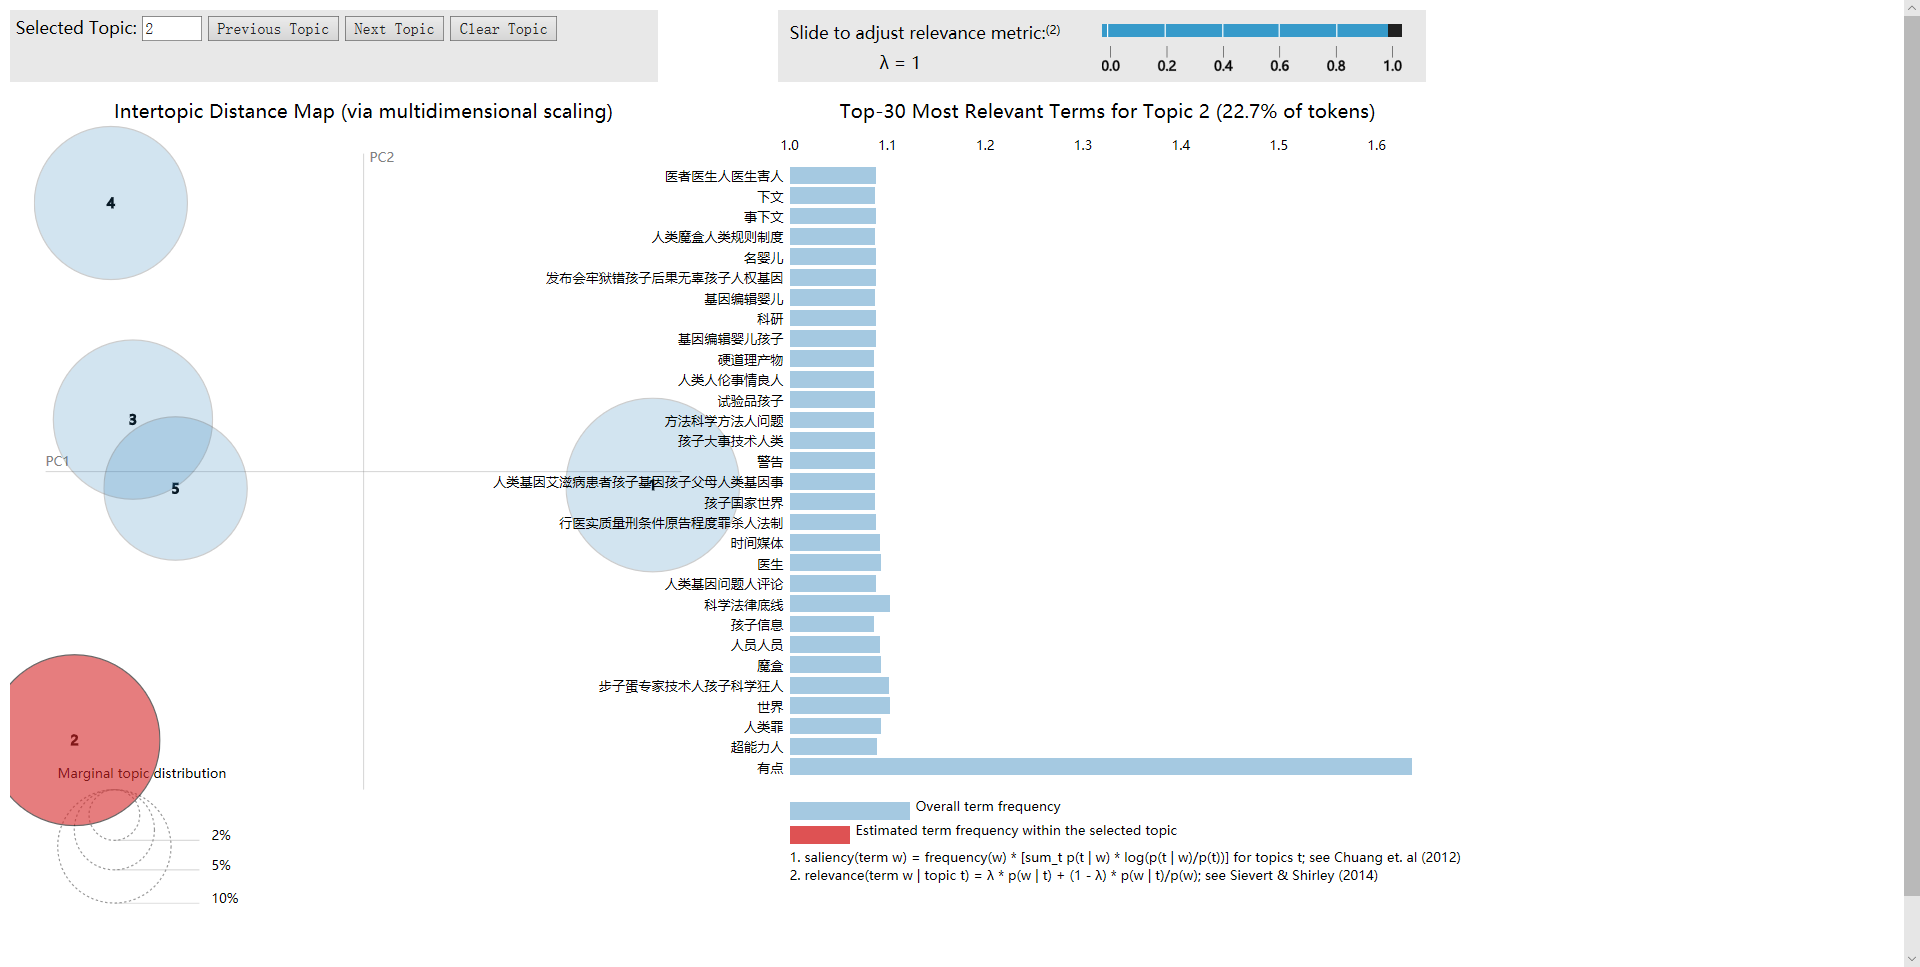 Selected Topic: 2 Previous Topic Next Topic Clear Topic
Slide to adjust relevance metric:(2)
λ = 1
0.0 0.2 0.4 0.6 0.8 1.0
Intertopic Distance Map (via multidimensional scaling)
PC2
PC1
4
3
5
1
2
Marginal topic distribution
2%
5%
10%
Top-30 Most Relevant Terms for Topic 2 (22.7% of tokens)
1.0 1.1 1.2 1.3 1.4 1.5 1.6
医者医生人医生害人
下文
事下文
人类魔盒人类规则制度
名婴儿
发布会牢狱错孩子后果无辜孩子人权基因
基因编辑婴儿
科研
基因编辑婴儿孩子
硬道理产物
人类人伦事情良人
试验品孩子
方法科学方法人问题
孩子大事技术人类
警告
人类基因艾滋病患者孩子基因孩子父母人类基因事
孩子国家世界
行医实质量刑条件原告程度罪杀人法制
时间媒体
医生
人类基因问题人评论
科学法律底线
孩子信息
人员人员
魔盒
步子蛋专家技术人孩子科学狂人
世界
人类罪
超能力人
有点
Overall term frequency
Estimated term frequency within the selected topic
1. saliency(term w) = frequency(w) * [sum_t p(t | w) * log(p(t | w)/p(t))] for topics t; see Chuang et. al (2012)
2. relevance(term w | topic t) = λ * p(w | t) + (1 - λ) * p(w | t)/p(w); see Sievert & Shirley (2014)